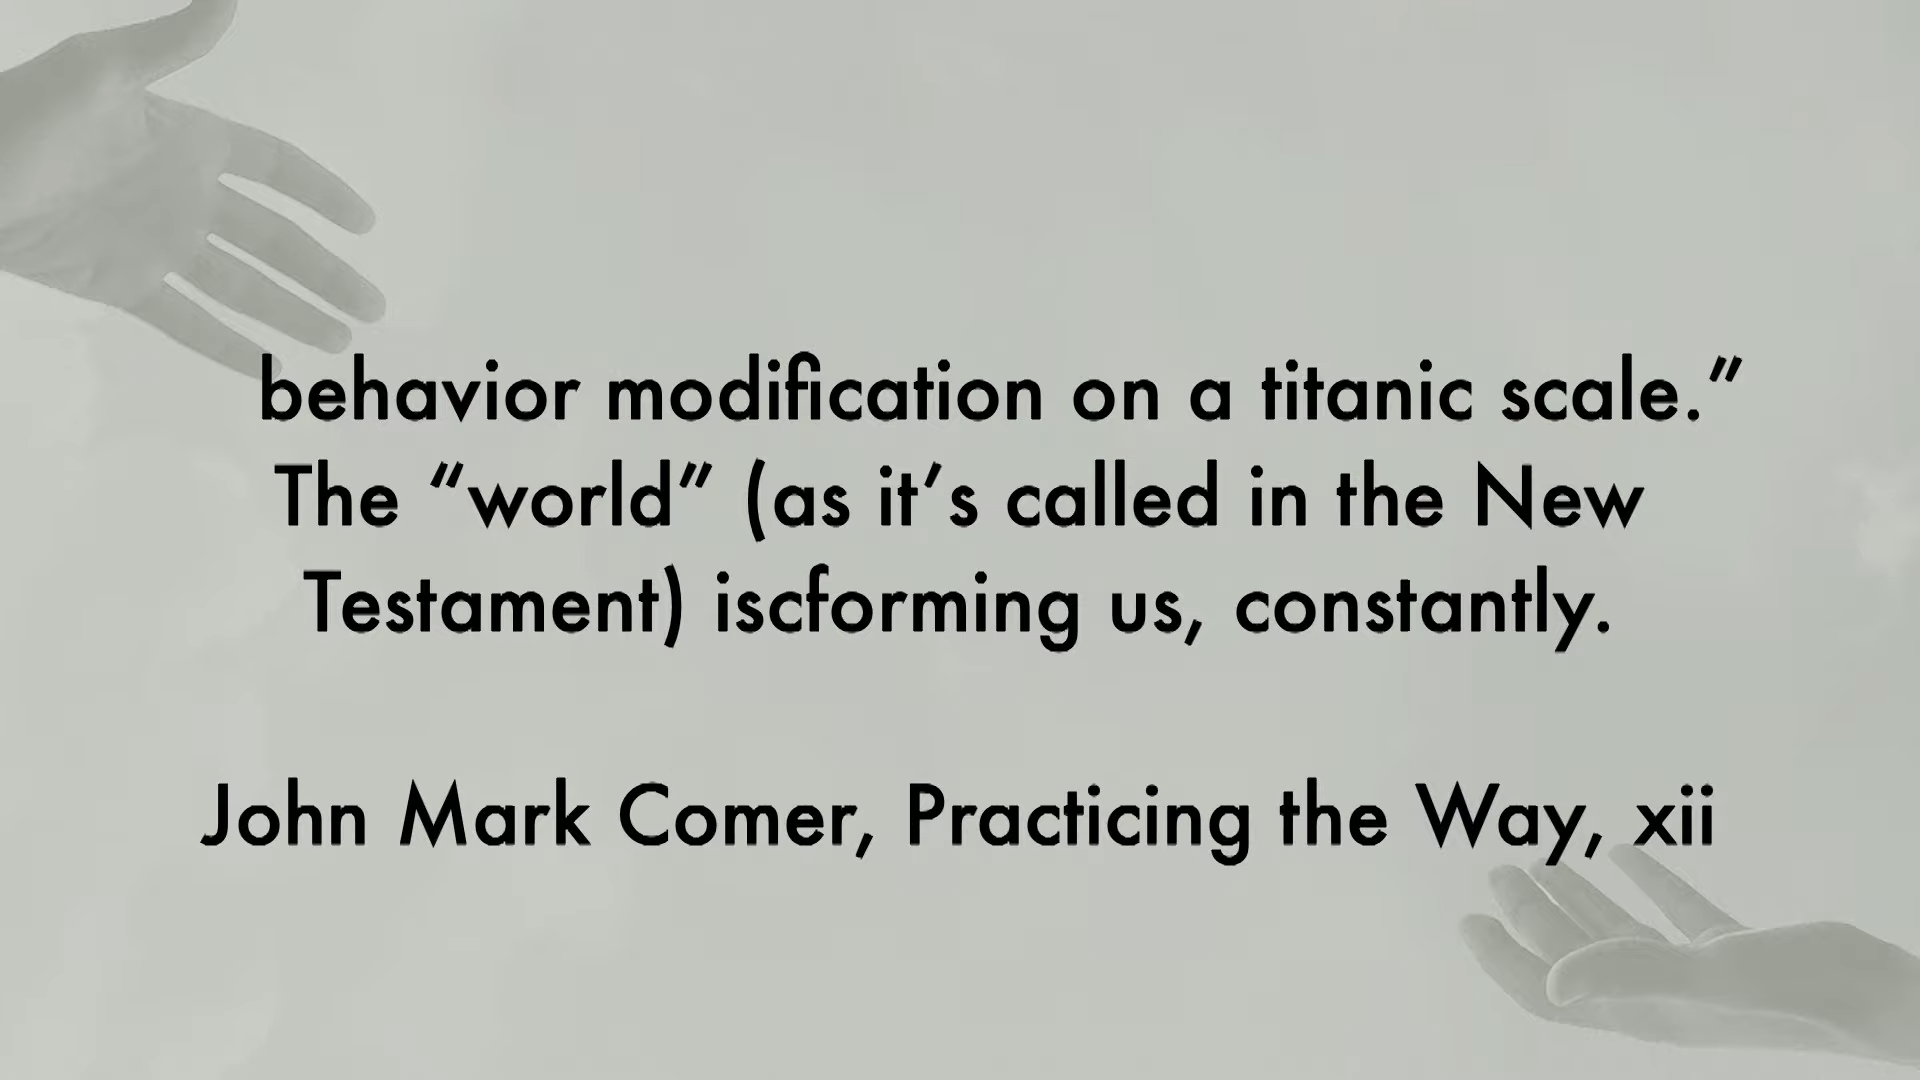 behavior modification on a titanic scale.”
The “world” (as it’s called in the New
Testament) iscforming us, constantly.
John Mark Comer, Practicing the Way, xii